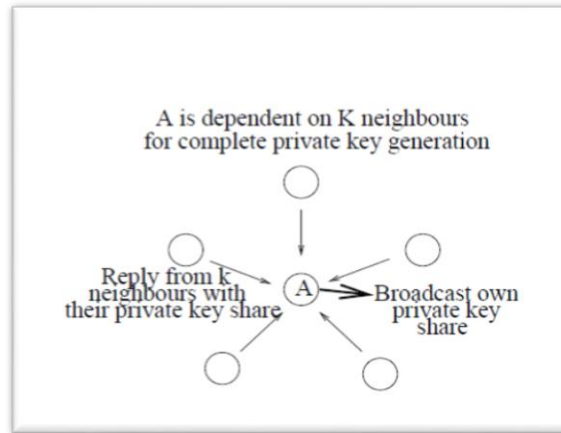 A is dependent on K neighbours
for complete private key generation
Reply from k
neighbours with
their private key share
A
Broadcast own
private key
share